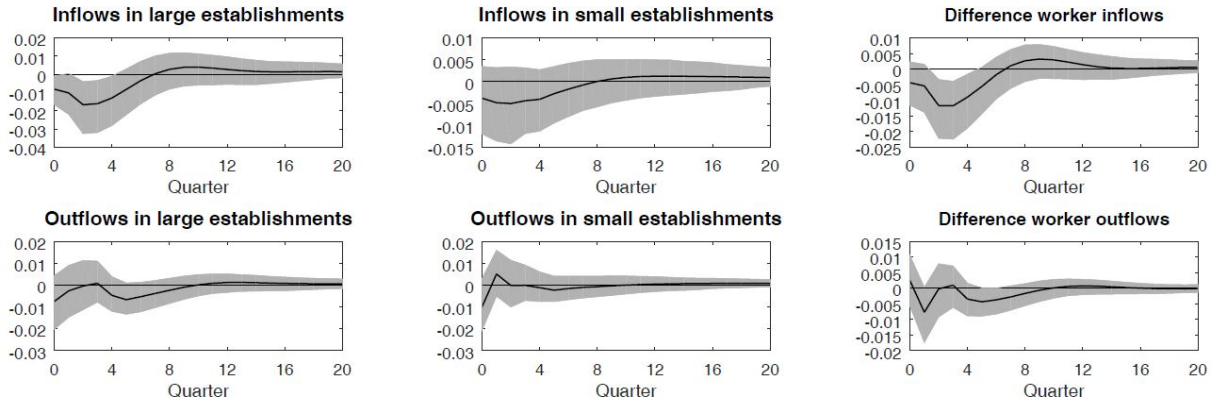 Inflows in large establishments
0.02
0.01
0
-0.01
-0.02
-0.03
-0.04
0 4 8 12 16 20
Quarter
Inflows in small establishments
0.01
0.005
0
-0.005
-0.01
-0.015
0 4 8 12 16 20
Quarter
Difference worker inflows
0.01
0.005
0
-0.005
-0.01
-0.015
-0.02
-0.025
0 4 8 12 16 20
Quarter
Outflows in large establishments
0.02
0.01
0
-0.01
-0.02
-0.03
0 4 8 12 16 20
Quarter
Outflows in small establishments
0.02
0.01
0
-0.01
-0.02
-0.03
0 4 8 12 16 20
Quarter
Difference worker outflows
0.015
0.01
0.005
0
-0.005
-0.01
-0.015
-0.02
0 4 8 12 16 20
Quarter